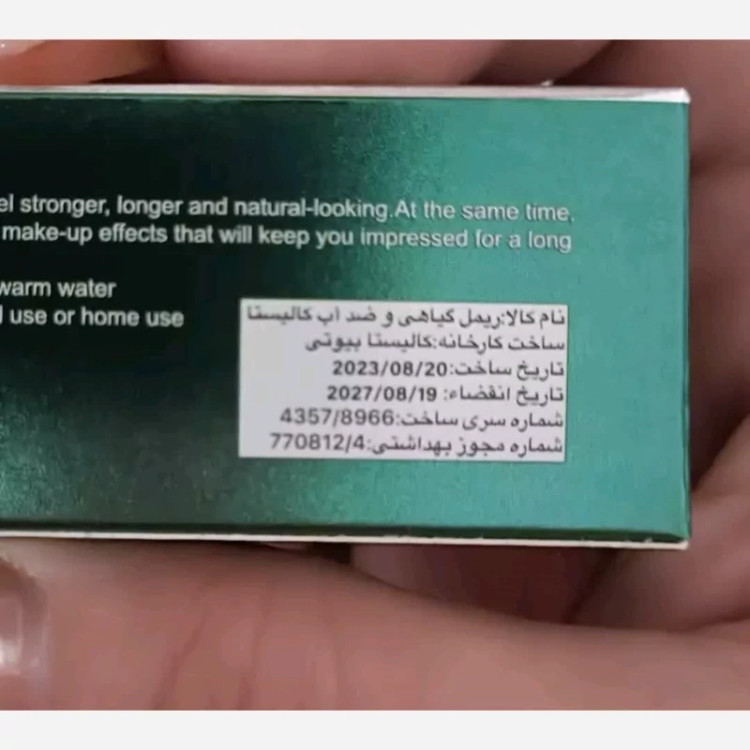 el stronger, longer and natural-looking.At the same time,
make-up effects that will keep you impressed for a long
warm water
l use or home use
نام کالا:ریمل گیاهی و ضد آب کالیستا
ساخت کارخانه:کالیستا بیوتی
تاریخ ساخت:2023/08/20
تاریخ انقضاء: 2027/08/19
شماره سری ساخت:4357/8966
شماره مجوز بهداشتی:770812/4